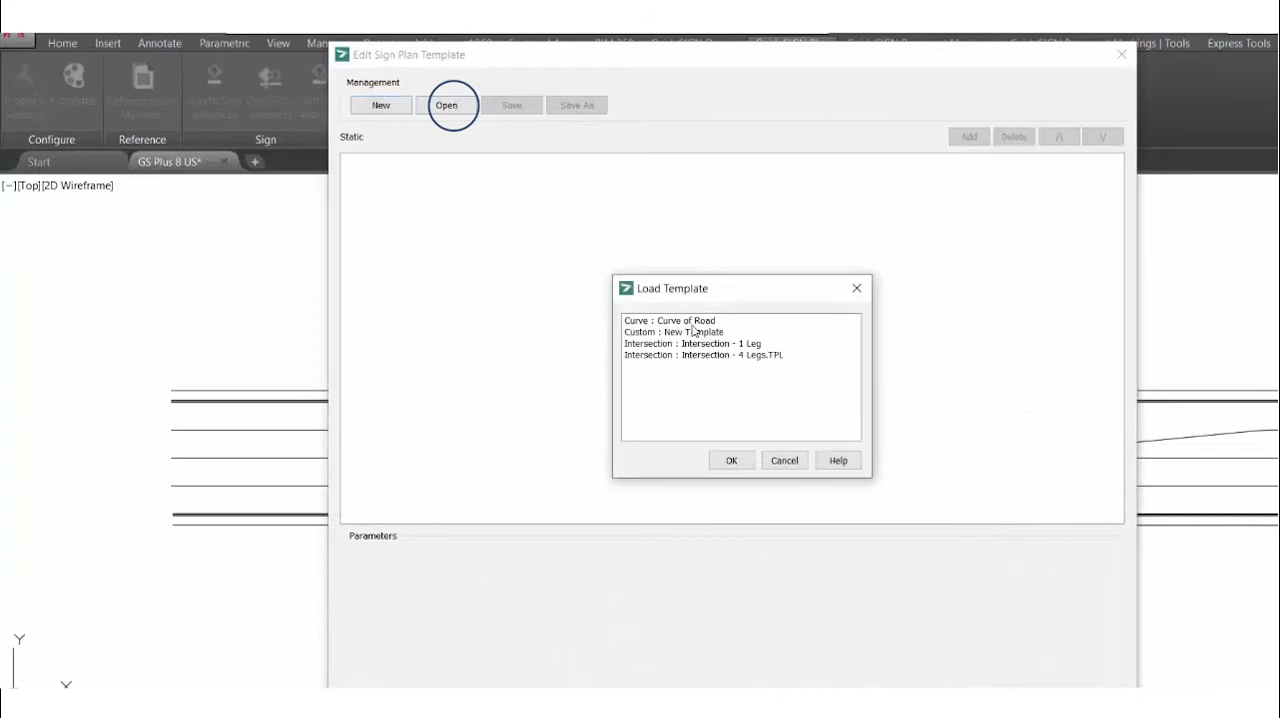 Home Insert Annotate Parametric View
Markings | Tools Express Tools
Edit Sign Plan Template
Management
New Open Save Save As
Configure Reference Sign
Static Add Delete /\ \/
Start GS Plus 8 US* +
[−][Top][2D Wireframe]
Load Template
Curve : Curve of Road
Custom : New Template
Intersection : Intersection - 1 Leg
Intersection : Intersection - 4 Legs.TPL
OK Cancel Help
Parameters
Y
X